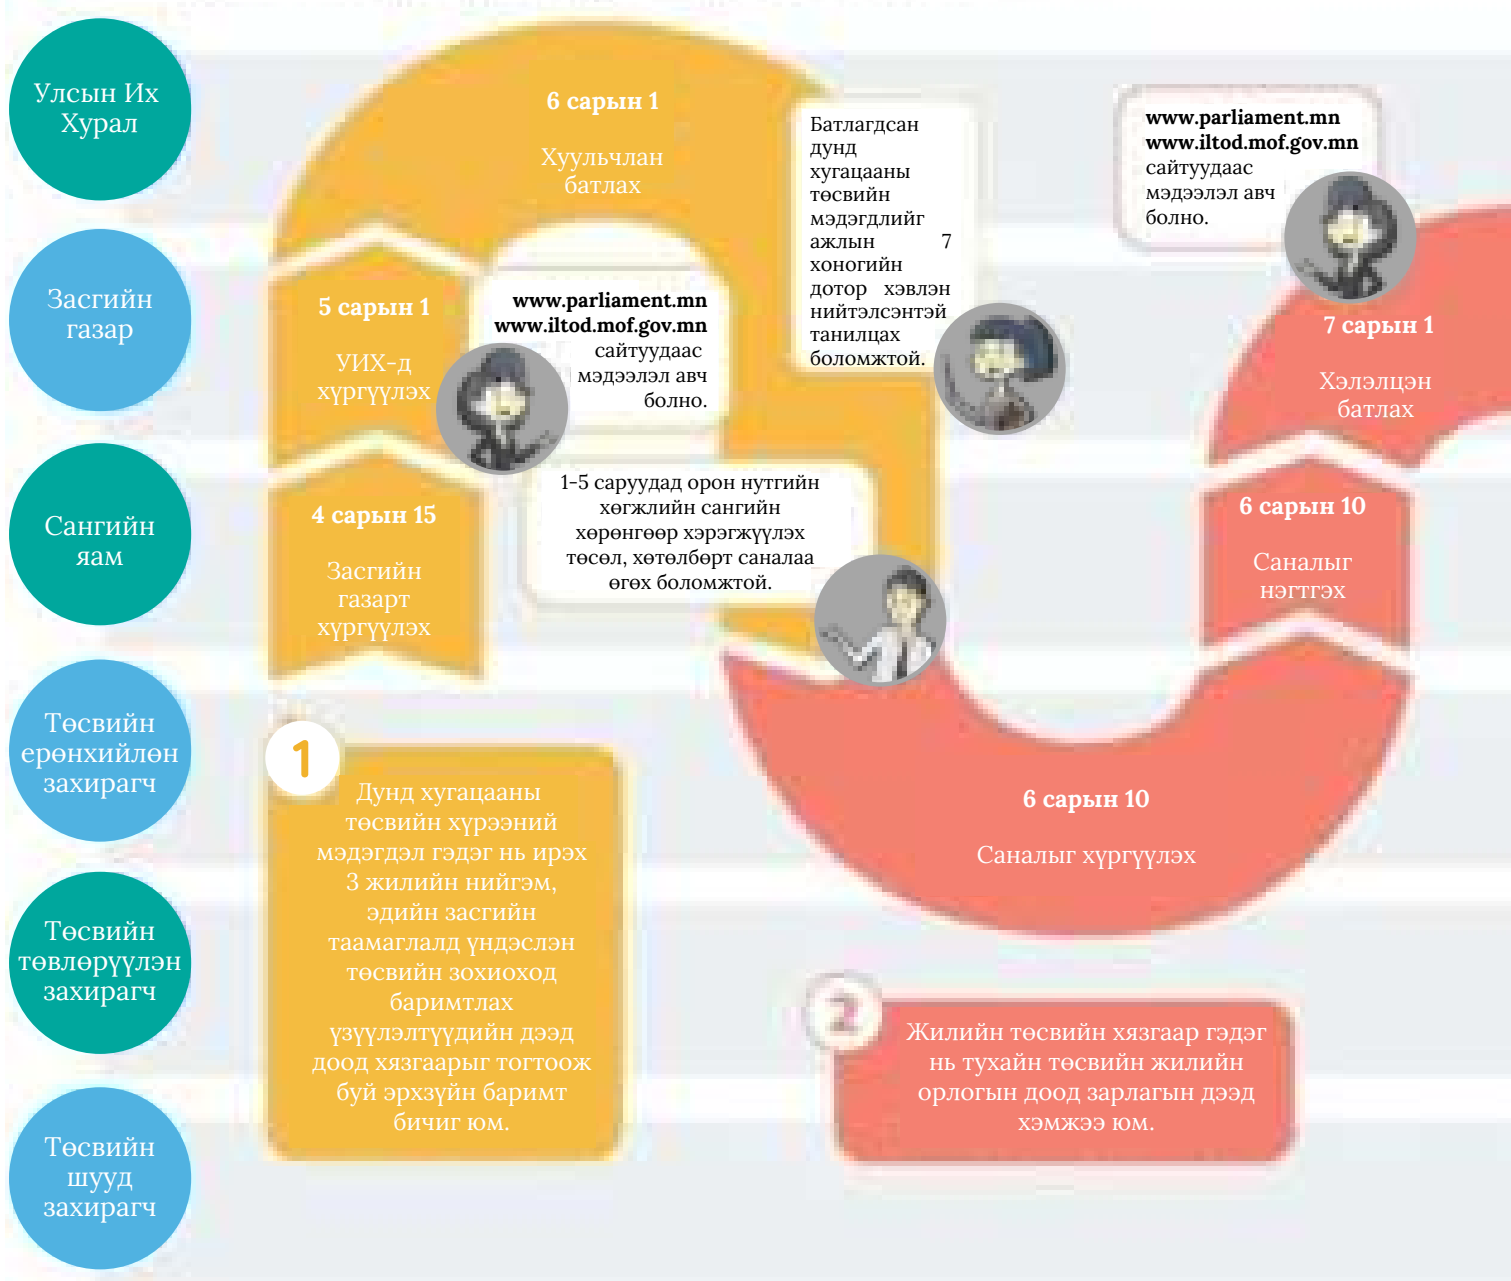 Улсын Их
Хурал
Засгийн
газар
Сангийн
яам
Төсвийн
ерөнхийлөн
захирагч
Төсвийн
төвлөрүүлэн
захирагч
Төсвийн
шууд
захирагч
6 сарын 1
Хуульчлан
батлах
5 сарын 1
УИХ-д
хүргүүлэх
4 сарын 15
Засгийн
газарт
хүргүүлэх
www.parliament.mn
www.iltod.mof.gov.mn
сайтуудаас
мэдээлэл авч
болно.
Батлагдсан
дунд
хугацааны
төсвийн
мэдэгдлийг
ажлын 7
хоногийн
дотор хэвлэн
нийтэлсэнтэй
танилцах
боломжтой.
1-5 саруудад орон нутгийн
хөгжлийн сангийн
хөрөнгөөр хэрэгжүүлэх
төсөл, хөтөлбөрт саналаа
өгөх боломжтой.
1
Дунд хугацааны
төсвийн хүрээний
мэдэгдэл гэдэг нь ирэх
3 жилийн нийгэм,
эдийн засгийн
таамаглалд үндэслэн
төсвийн зохиоход
баримтлах
үзүүлэлтүүдийн дээд
доод хязгаарыг тогтоож
буй эрхзүйн баримт
бичиг юм.
www.parliament.mn
www.iltod.mof.gov.mn
сайтуудаас
мэдээлэл авч
болно.
7 сарын 1
Хэлэлцэн
батлах
6 сарын 10
Саналыг
нэгтгэх
6 сарын 10
Саналыг хүргүүлэх
2
Жилийн төсвийн хязгаар гэдэг
нь тухайн төсвийн жилийн
орлогын доод зарлагын дээд
хэмжээ юм.